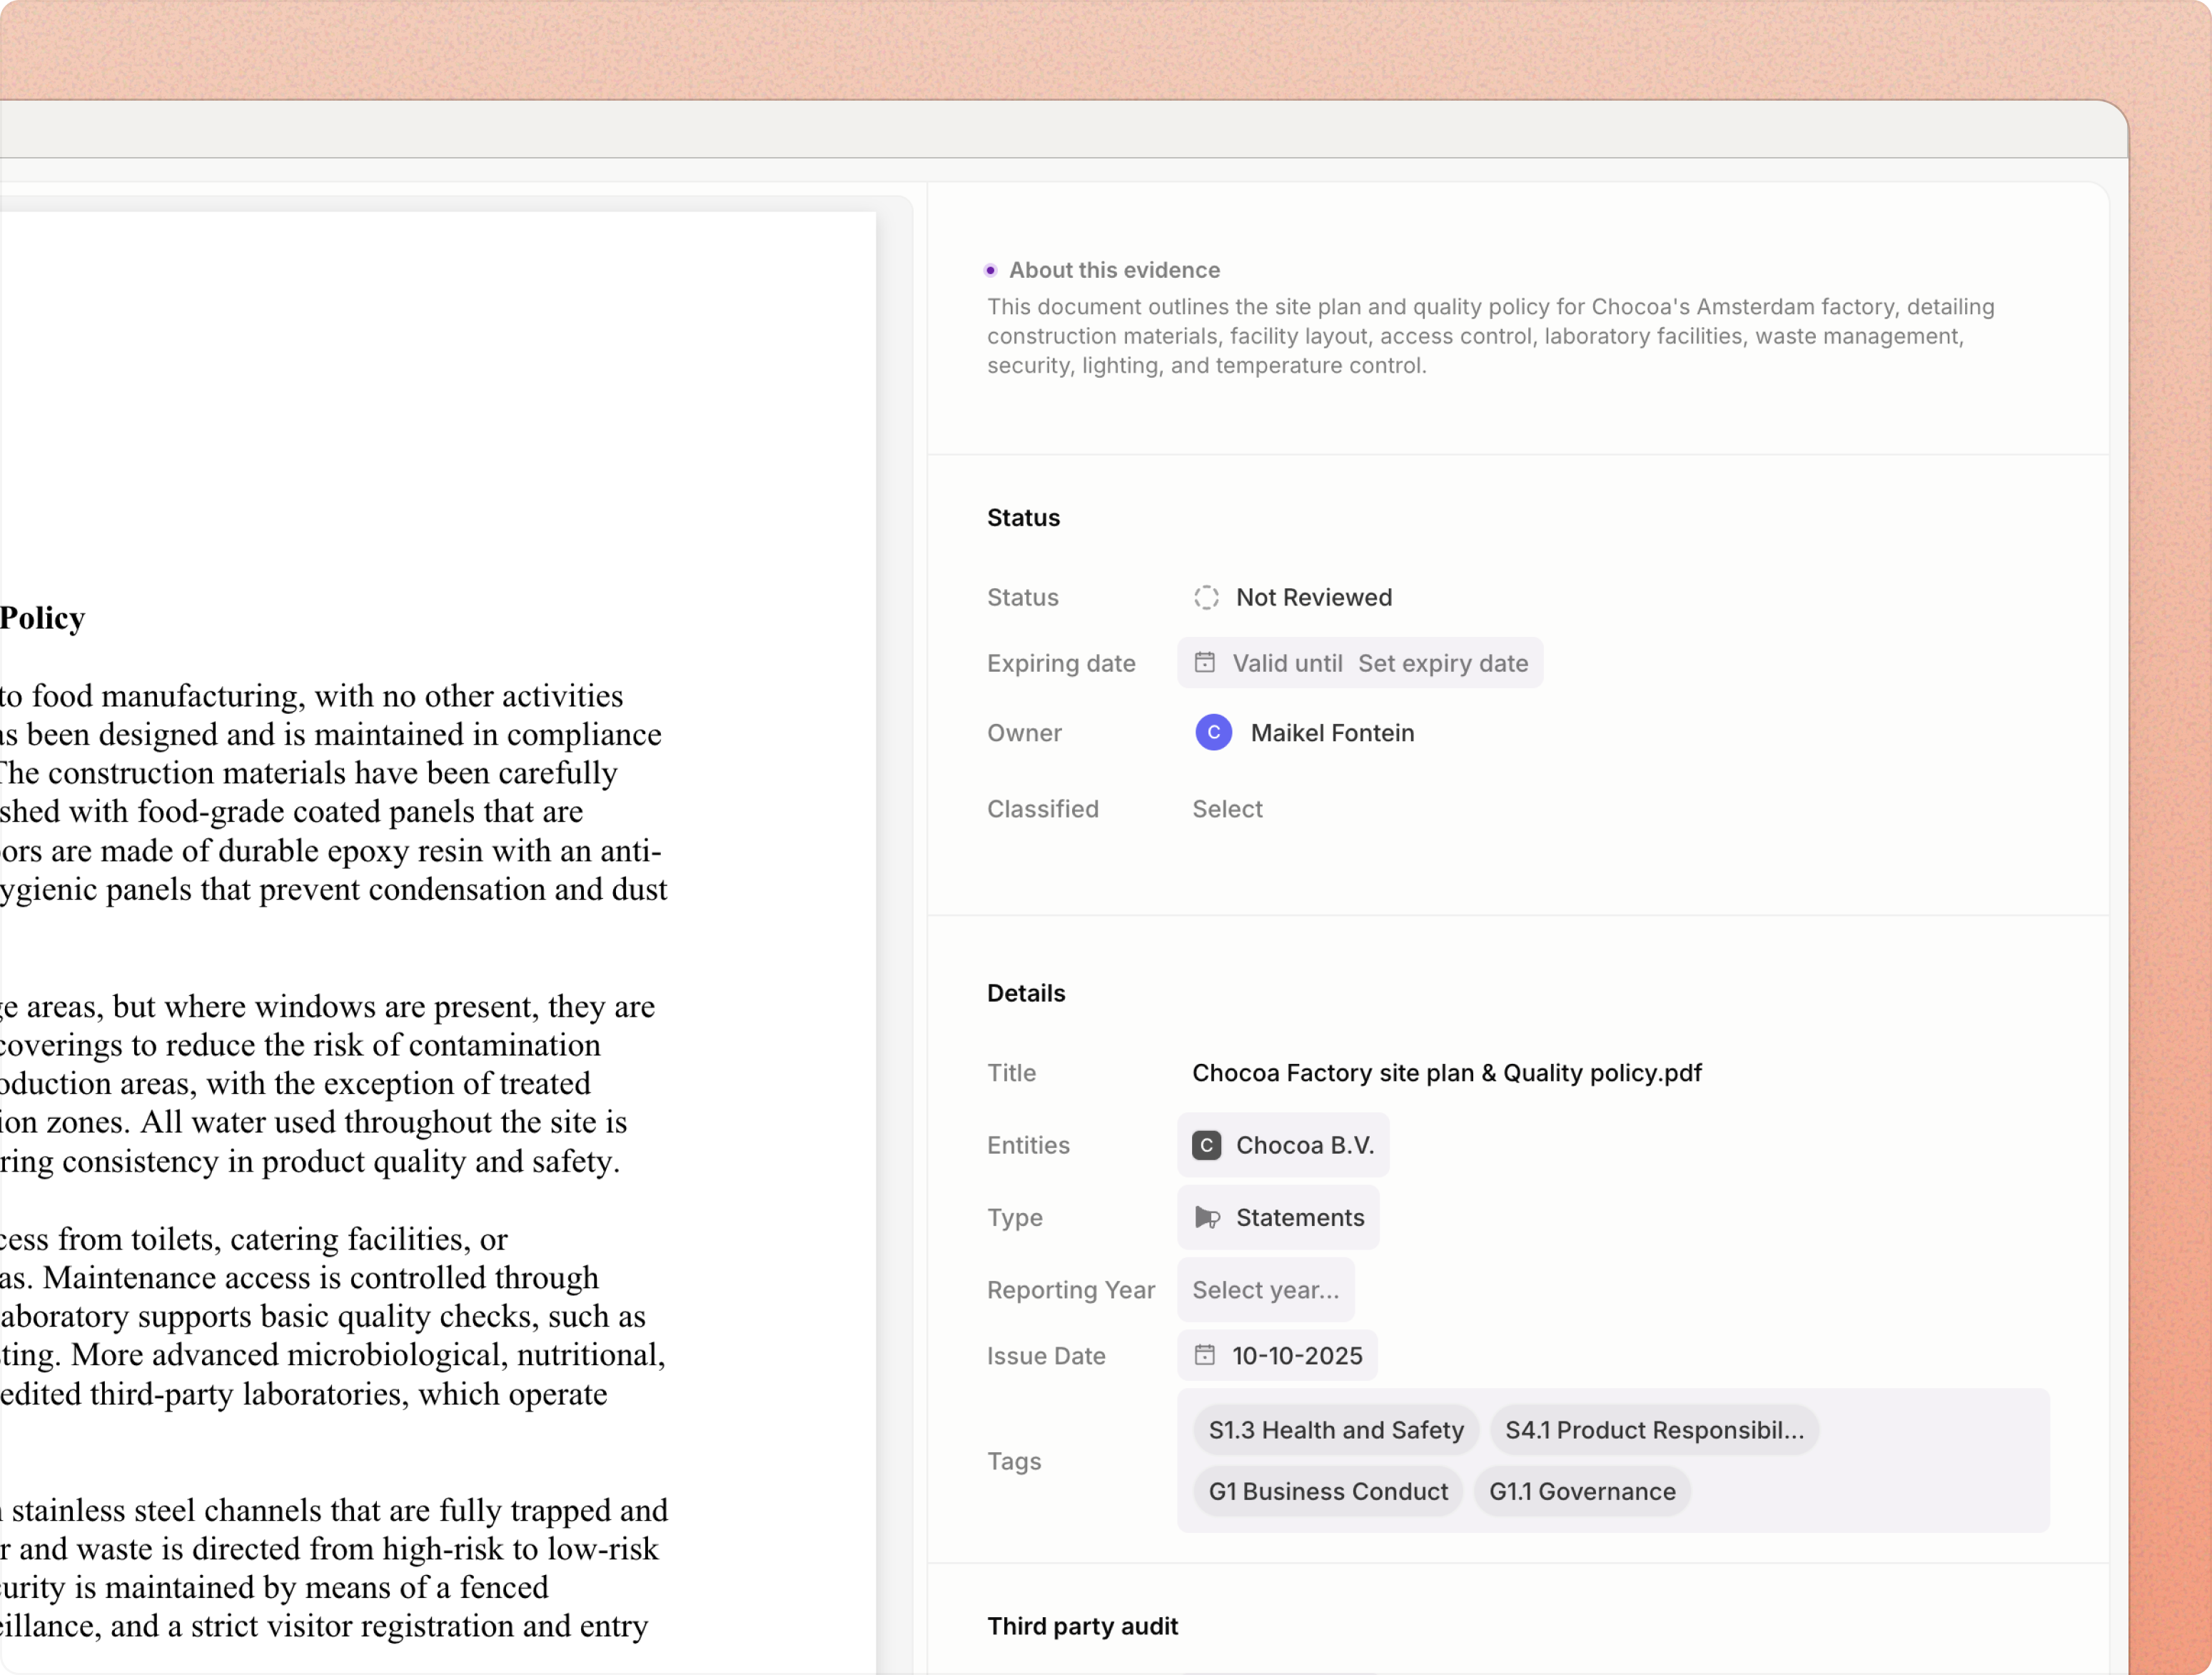 Policy
to food manufacturing, with no other activities
as been designed and is maintained in compliance
The construction materials have been carefully
shed with food-grade coated panels that are
ors are made of durable epoxy resin with an anti-
ygienic panels that prevent condensation and dust
ge areas, but where windows are present, they are
coverings to reduce the risk of contamination
oduction areas, with the exception of treated
ion zones. All water used throughout the site is
ring consistency in product quality and safety.
cess from toilets, catering facilities, or
as. Maintenance access is controlled through
aboratory supports basic quality checks, such as
ting. More advanced microbiological, nutritional,
edited third-party laboratories, which operate
stainless steel channels that are fully trapped and
r and waste is directed from high-risk to low-risk
urity is maintained by means of a fenced
eillance, and a strict visitor registration and entry
About this evidence
This document outlines the site plan and quality policy for Chocoa's Amsterdam factory, detailing
construction materials, facility layout, access control, laboratory facilities, waste management,
security, lighting, and temperature control.
Status
Status Not Reviewed
Expiring date Valid until Set expiry date
Owner C Maikel Fontein
Classified Select
Details
Title Chocoa Factory site plan & Quality policy.pdf
Entities C Chocoa B.V.
Type Statements
Reporting Year Select year...
Issue Date 10-10-2025
Tags S1.3 Health and Safety S4.1 Product Responsibil...
G1 Business Conduct G1.1 Governance
Third party audit